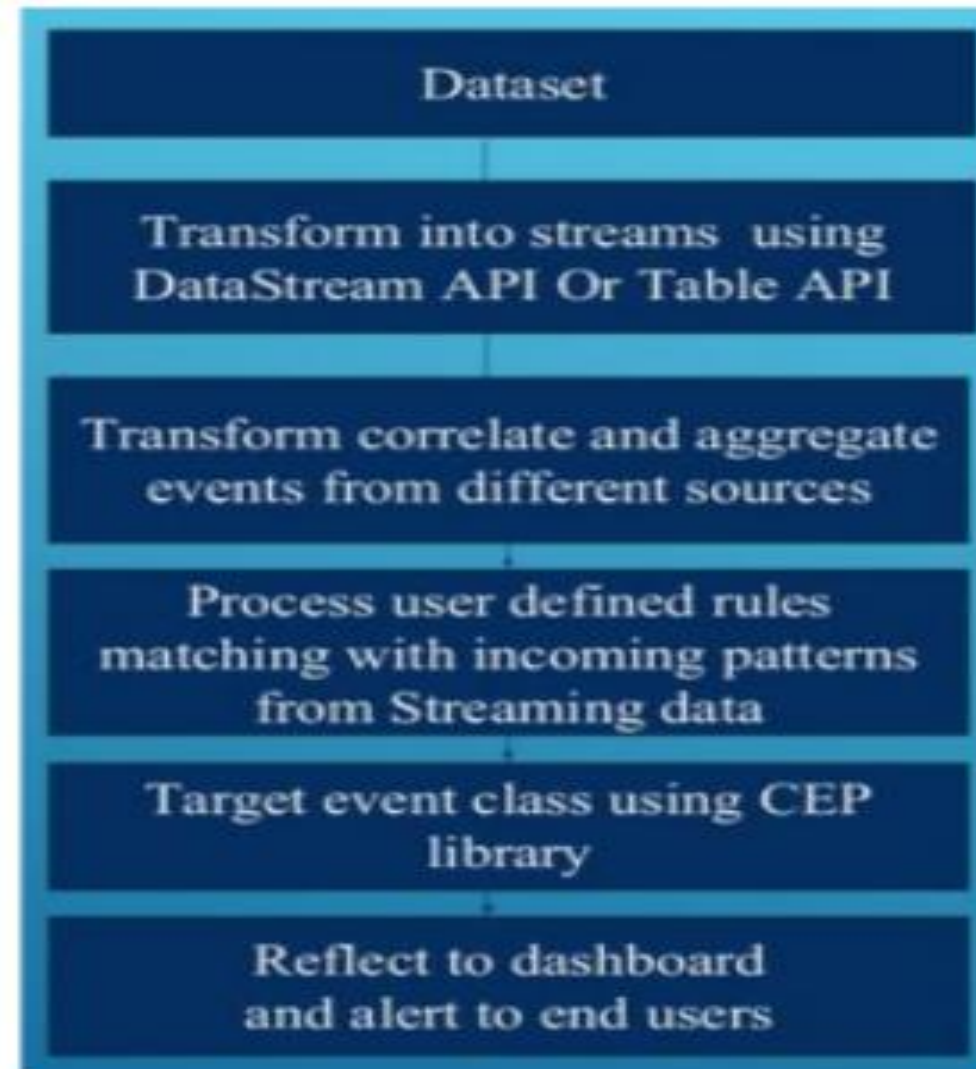 Dataset
Transform into streams using
DataStream API Or Table API
Transform correlate and aggregate
events from different sources
Process user defined rules
matching with incoming patterns
from Streaming data
Target event class using CEP
library
Reflect to dashboard
and alert to end users